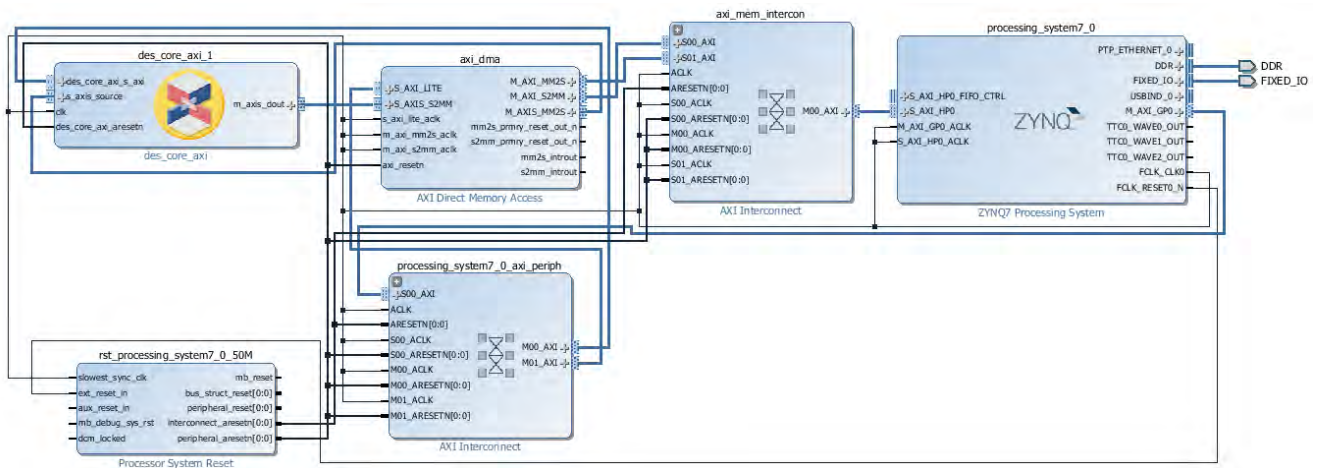 des_core_axi_1
des_core_axi_s_axi
s_axis_source
clk
des_core_axi_aresetn
m_axis_dout
des_core_axi
axi_dma
S_AXI_LITE
S_AXIS_S2MM
s_axi_lite_aclk
m_axi_mm2s_aclk
m_axi_s2mm_aclk
axi_resetn
M_AXI_MM2S
M_AXI_S2MM
M_AXIS_MM2S
mm2s_prmry_reset_out_n
s2mm_prmry_reset_out_n
mm2s_introut
s2mm_introut
AXI Direct Memory Access
axi_mem_intercon
S00_AXI
S01_AXI
ACLK
ARESETN[0:0]
S00_ACLK
S00_ARESETN[0:0]
M00_ACLK
M00_ARESETN[0:0]
S01_ACLK
S01_ARESETN[0:0]
M00_AXI
AXI Interconnect
processing_system7_0
S_AXI_HP0_FIFO_CTRL
S_AXI_HP0
M_AXI_GP0_ACLK
S_AXI_HP0_ACLK
ZYNQ
PTP_ETHERNET_0
DDR
FIXED_IO
USBIND_0
M_AXI_GP0
TTC0_WAVE0_OUT
TTC0_WAVE1_OUT
TTC0_WAVE2_OUT
FCLK_CLK0
FCLK_RESET0_N
ZYNQ7 Processing System
DDR
FIXED_IO
processing_system7_0_axi_periph
S00_AXI
ACLK
ARESETN[0:0]
S00_ACLK
S00_ARESETN[0:0]
M00_ACLK
M00_ARESETN[0:0]
M01_ACLK
M01_ARESETN[0:0]
M00_AXI
M01_AXI
AXI Interconnect
rst_processing_system7_0_50M
slowest_sync_clk
ext_reset_in
aux_reset_in
mb_debug_sys_rst
dcm_locked
mb_reset
bus_struct_reset[0:0]
peripheral_reset[0:0]
interconnect_aresetn[0:0]
peripheral_aresetn[0:0]
Processor System Reset